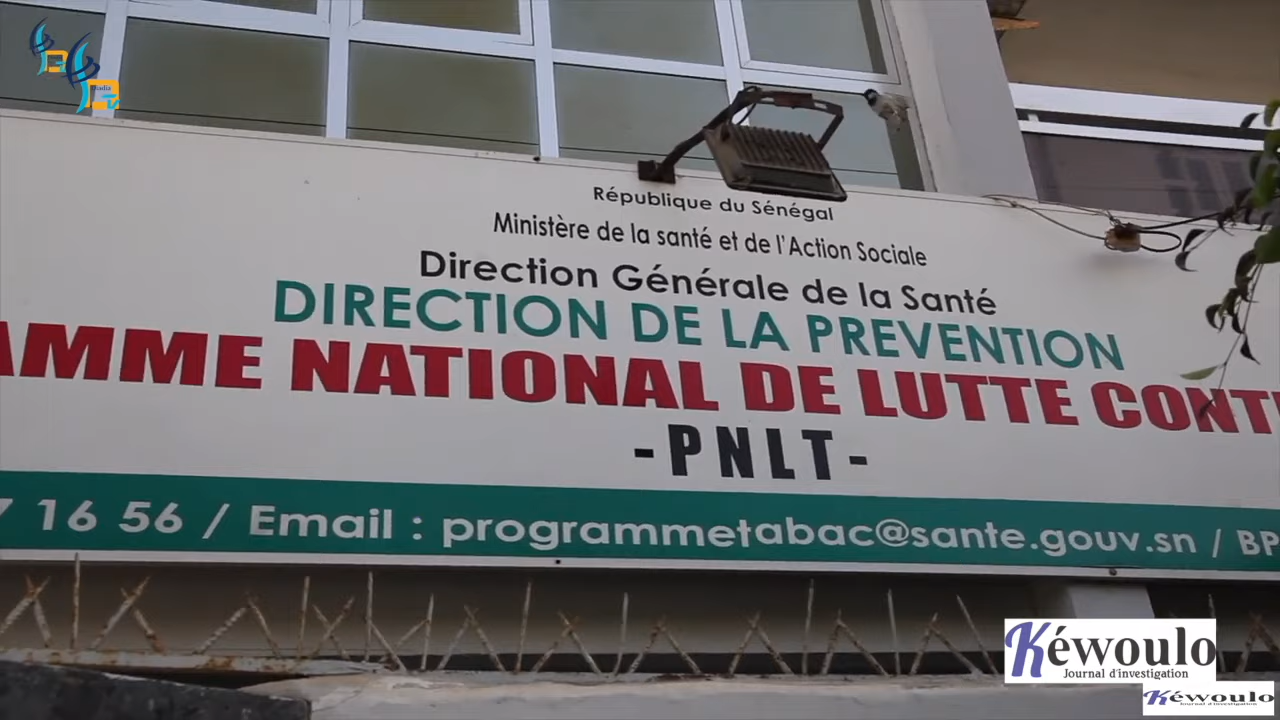 République du Sénégal
Ministère de la santé et de l'Action Sociale
Direction Générale de la Santé
DIRECTION DE LA PREVENTION
AMME NATIONAL DE LUTTE CONT
-PNLT-
7 16 56 / Email : programmetabac@sante.gouv.sn / BP
Kéwoulo
Journal d'investigation
Kéwoulo
Journal d'investigation